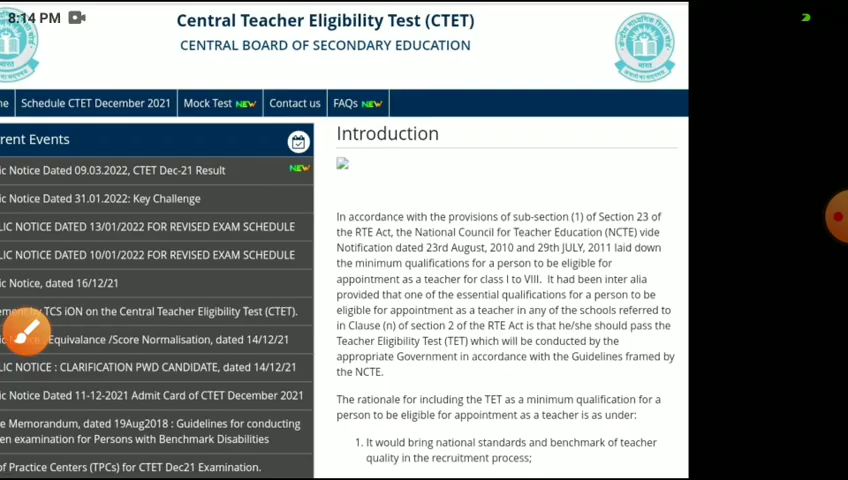 8:14 PM
Central Teacher Eligibility Test (CTET)
CENTRAL BOARD OF SECONDARY EDUCATION
ne
Schedule CTET December 2021
Mock Test NEW
Contact us
FAQs NEW
rent Events
ic Notice Dated 09.03.2022, CTET Dec-21 Result NEW
ic Notice Dated 31.01.2022: Key Challenge
LIC NOTICE DATED 13/01/2022 FOR REVISED EXAM SCHEDULE
LIC NOTICE DATED 10/01/2022 FOR REVISED EXAM SCHEDULE
ic Notice, dated 16/12/21
ement by TCS iON on the Central Teacher Eligibility Test (CTET).
ic Equivalance /Score Normalisation, dated 14/12/21
LIC NOTICE : CLARIFICATION PWD CANDIDATE, dated 14/12/21
ic Notice Dated 11-12-2021 Admit Card of CTET December 2021
e Memorandum, dated 19Aug2018 : Guidelines for conducting
en examination for Persons with Benchmark Disabilities
of Practice Centers (TPCs) for CTET Dec21 Examination.
Introduction
In accordance with the provisions of sub-section (1) of Section 23 of
the RTE Act, the National Council for Teacher Education (NCTE) vide
Notification dated 23rd August, 2010 and 29th JULY, 2011 laid down
the minimum qualifications for a person to be eligible for
appointment as a teacher for class I to VIII. It had been inter alia
provided that one of the essential qualifications for a person to be
eligible for appointment as a teacher in any of the schools referred to
in Clause (n) of section 2 of the RTE Act is that he/she should pass the
Teacher Eligibility Test (TET) which will be conducted by the
appropriate Government in accordance with the Guidelines framed by
the NCTE.
The rationale for including the TET as a minimum qualification for a
person to be eligible for appointment as a teacher is as under:
1. It would bring national standards and benchmark of teacher
quality in the recruitment process;